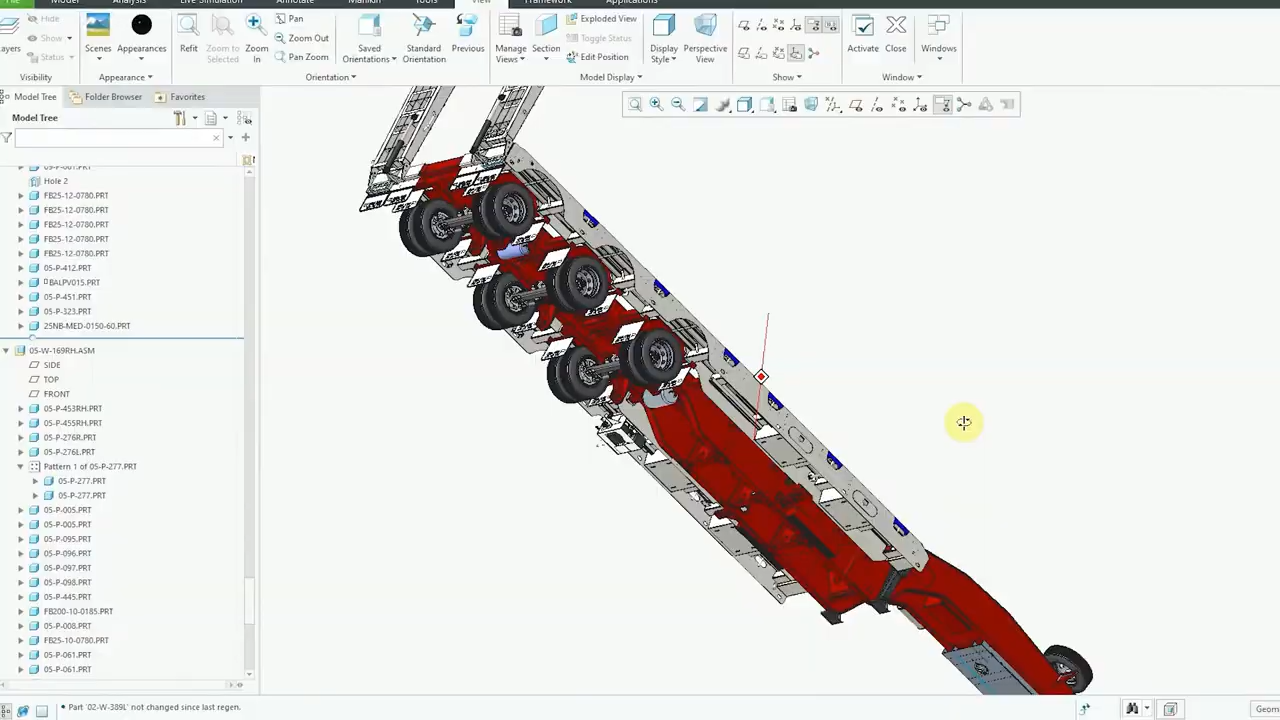 File Model Analysis Live Simulation Annotate Manikin Tools View Framework Applications
Hide
Show
Status
Layers
Visibility
Scenes
Appearances
Appearance
Refit
Zoom to Selected
Zoom In
Pan
Zoom Out
Pan Zoom
Saved Orientations
Standard Orientation
Previous
Orientation
Manage Views
Section
Exploded View
Toggle Status
Edit Position
Display Style
Perspective View
Model Display
Show
Activate
Close
Windows
Window
Model Tree
Folder Browser
Favorites
Model Tree
05-P-061.PRT
Hole 2
FB25-12-0780.PRT
FB25-12-0780.PRT
FB25-12-0780.PRT
FB25-12-0780.PRT
FB25-12-0780.PRT
05-P-412.PRT
BALPV015.PRT
05-P-451.PRT
05-P-323.PRT
25NB-MED-0150-60.PRT
05-W-169RH.ASM
SIDE
TOP
FRONT
05-P-453RH.PRT
05-P-455RH.PRT
05-P-276R.PRT
05-P-276L.PRT
Pattern 1 of 05-P-277.PRT
05-P-277.PRT
05-P-277.PRT
05-P-005.PRT
05-P-005.PRT
05-P-095.PRT
05-P-096.PRT
05-P-097.PRT
05-P-098.PRT
05-P-445.PRT
FB200-10-0185.PRT
05-P-008.PRT
FB25-10-0780.PRT
05-P-061.PRT
05-P-061.PRT
• Part '02-W-389L' not changed since last regen.
Geom